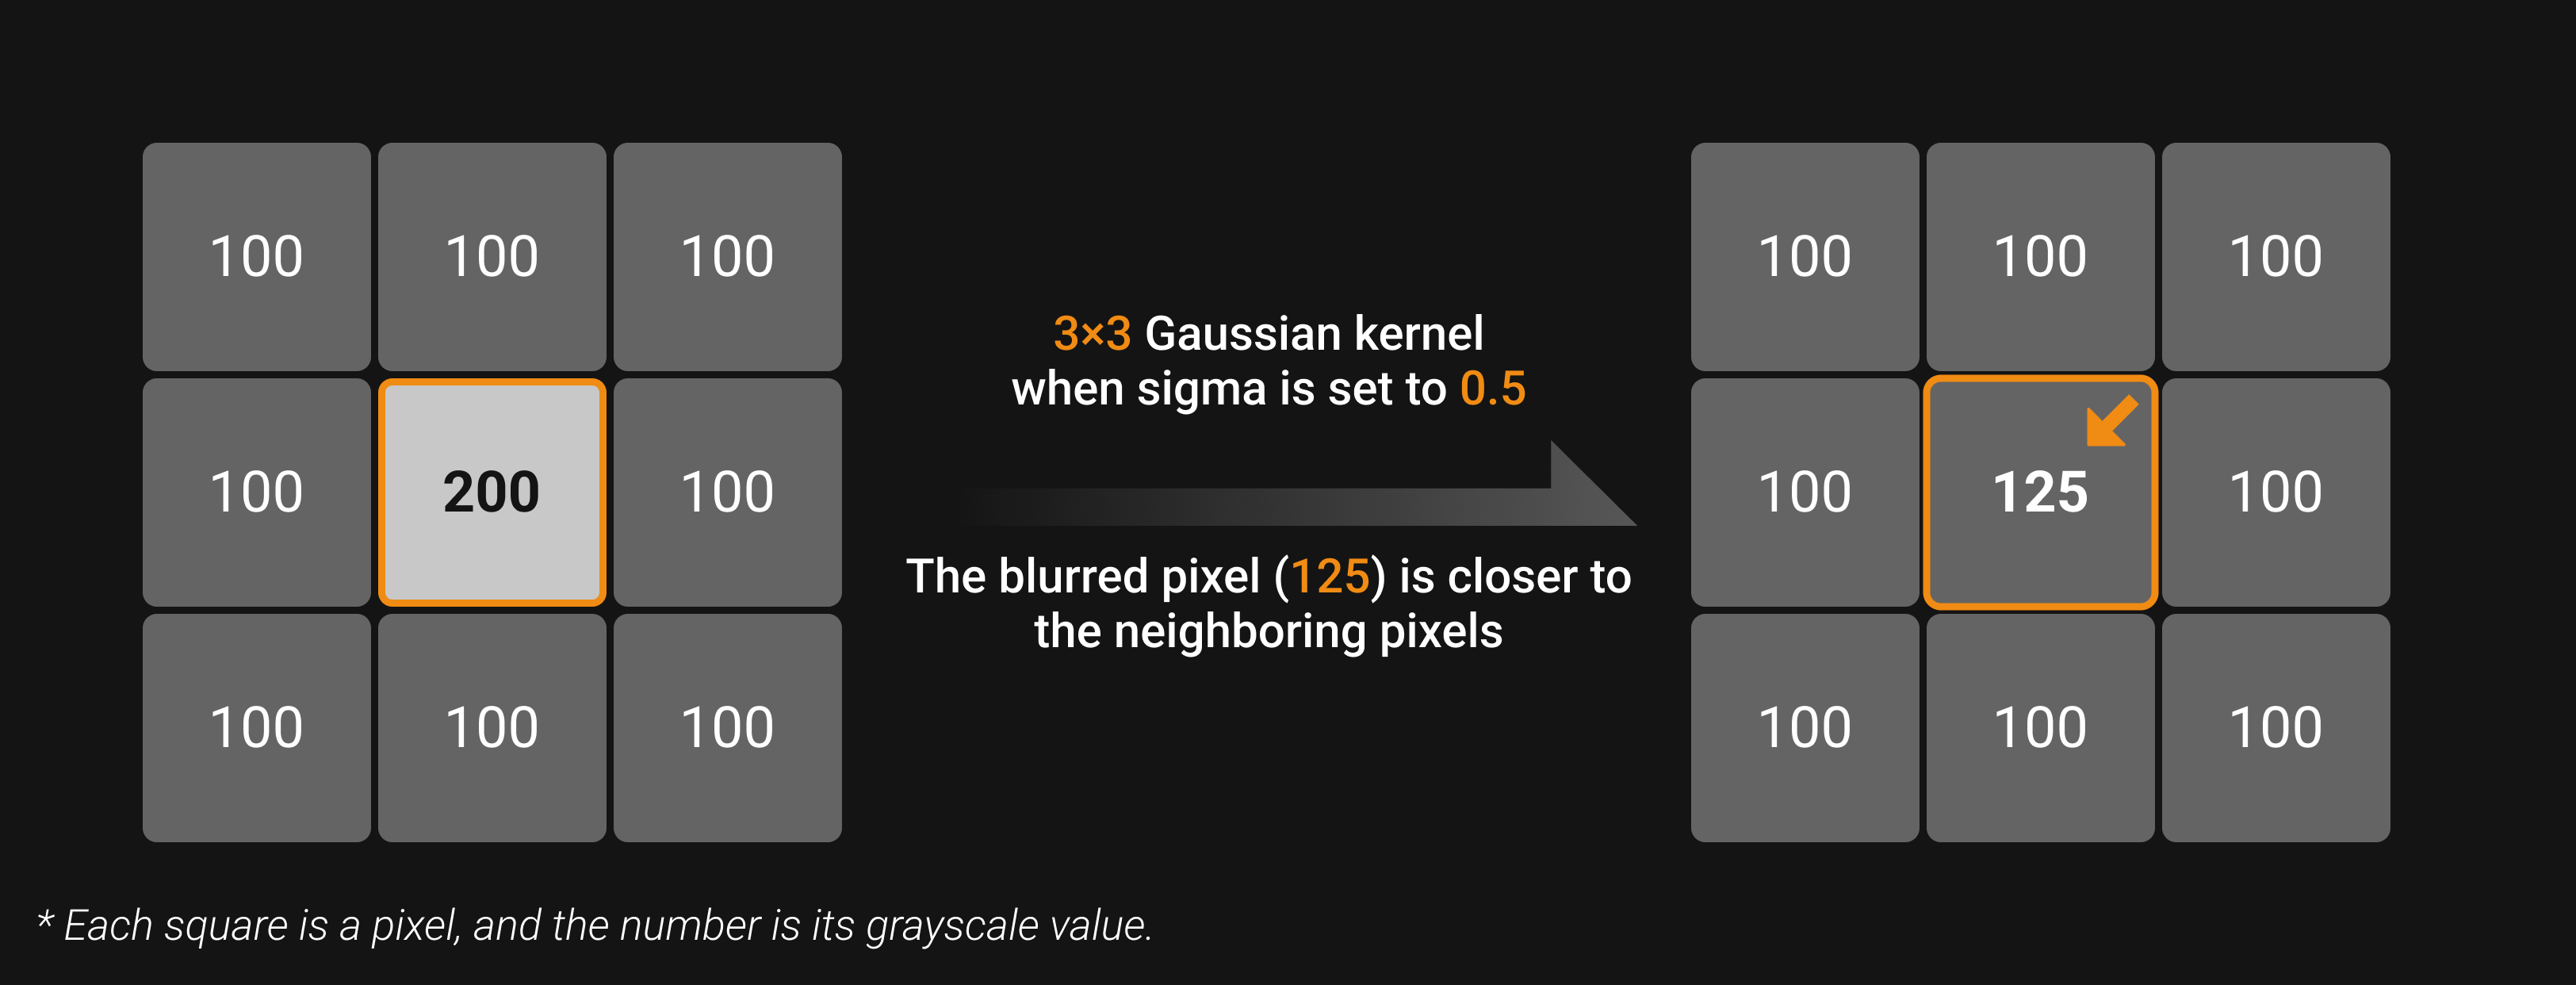 100 100 100
100 200 100
100 100 100
3×3 Gaussian kernel
when sigma is set to 0.5
The blurred pixel (125) is closer to
the neighboring pixels
100 100 100
100 125 100
100 100 100
* Each square is a pixel, and the number is its grayscale value.